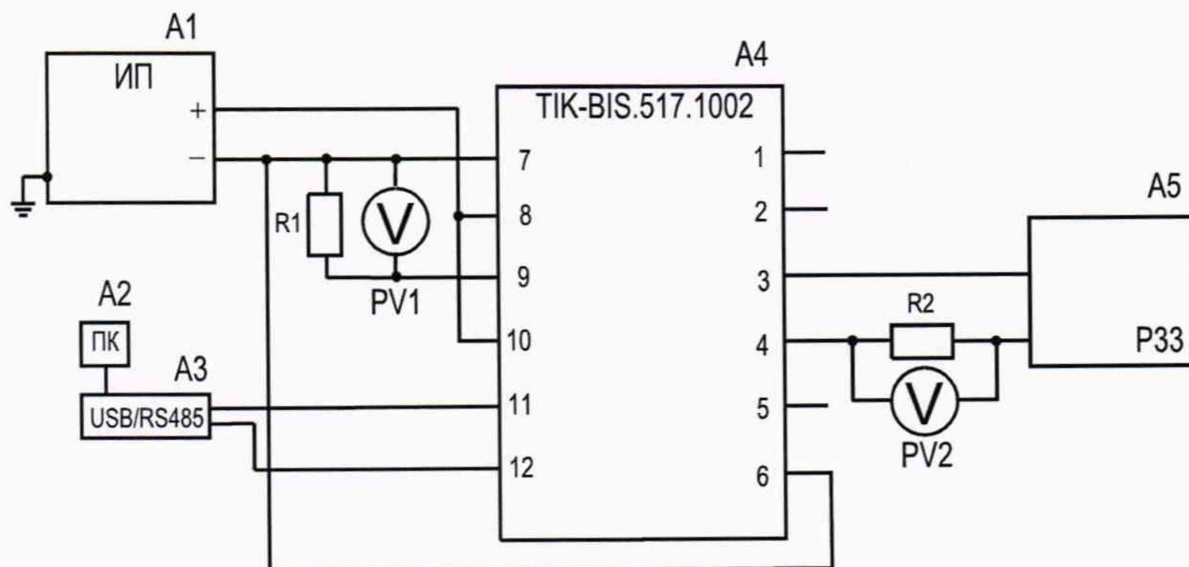 A1
ИП
+
−
A4
TIK-BIS.517.1002
7
8
9
10
11
12
1
2
3
4
5
6
R1
V
PV1
A2
ПК
A3
USB/RS485
A5
P33
R2
V
PV2